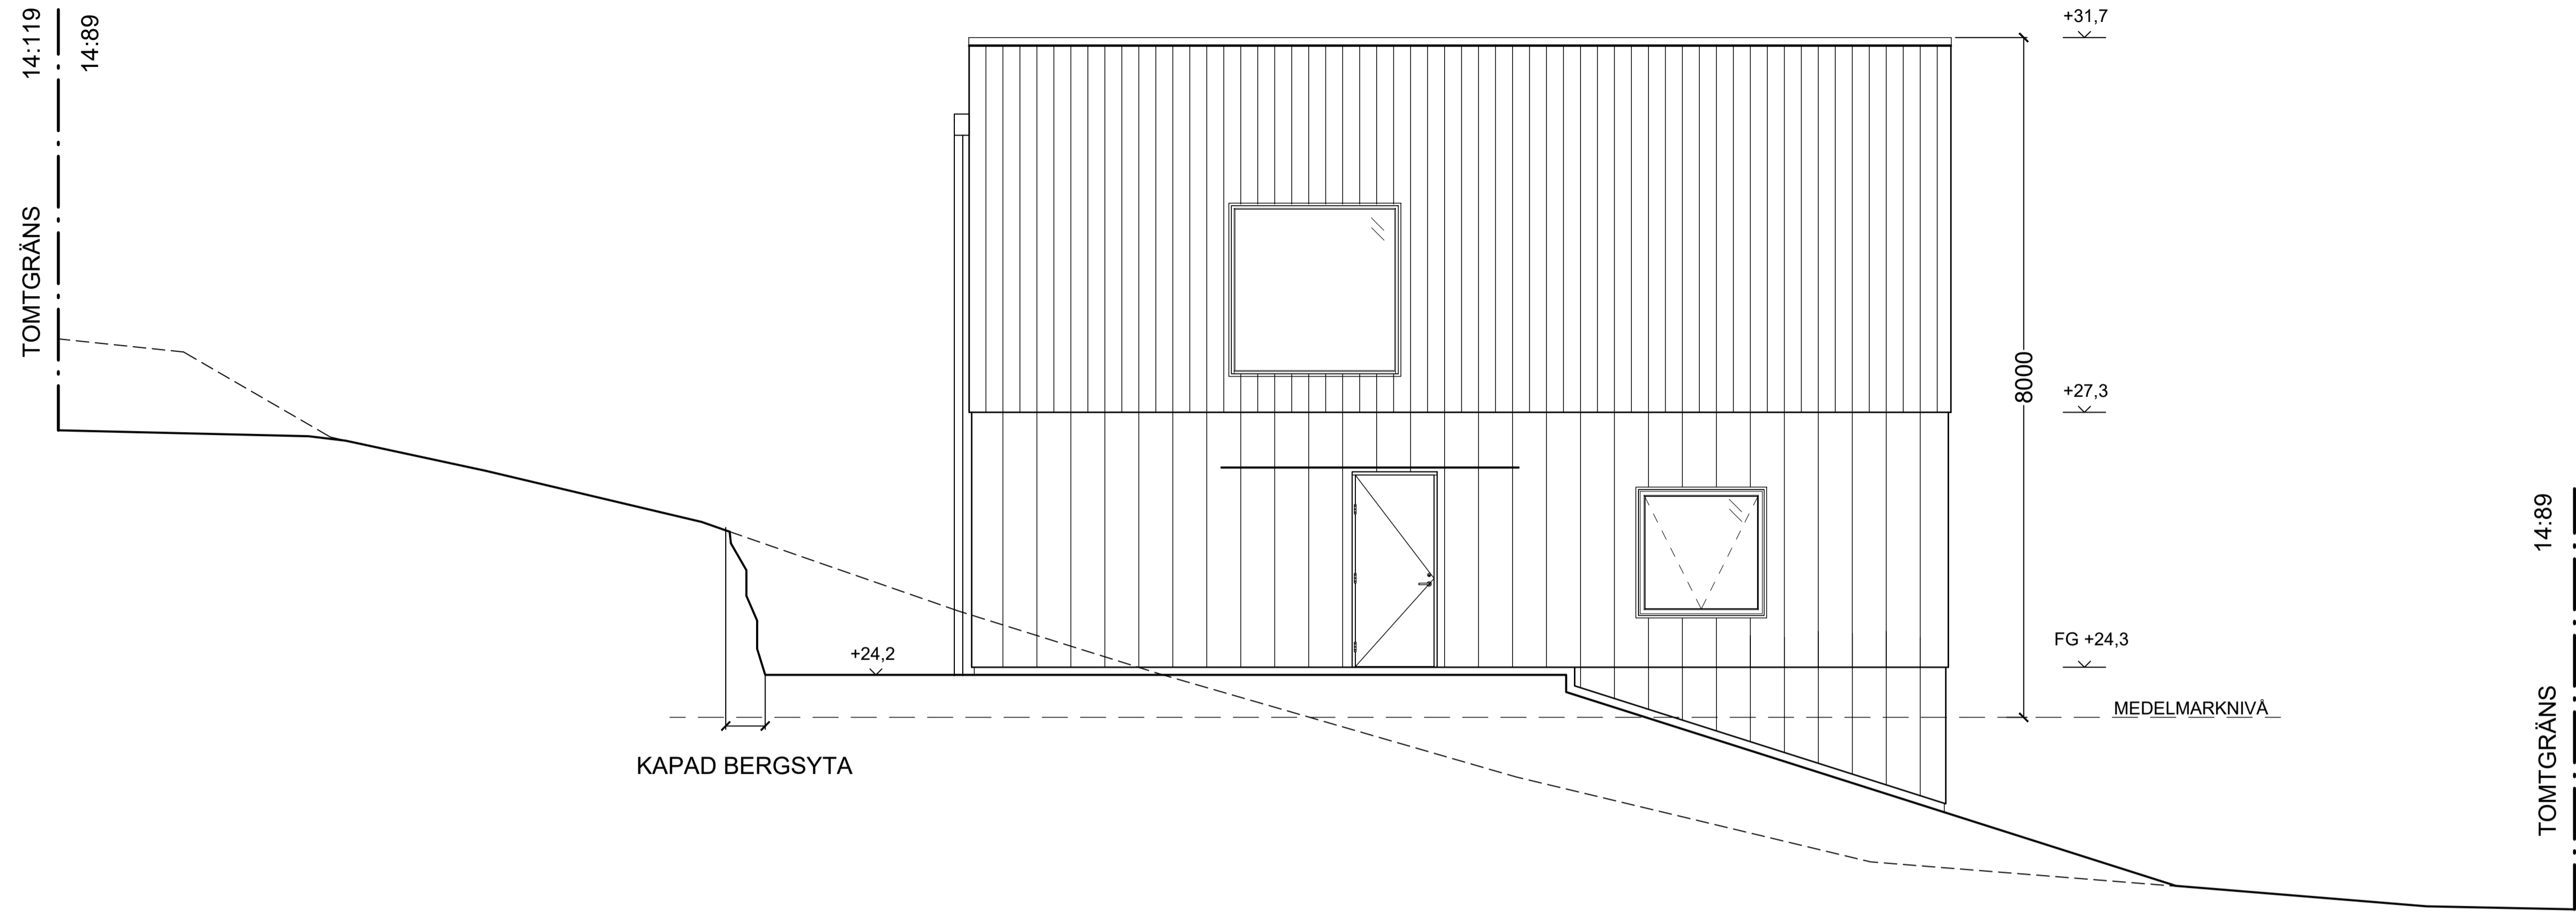 14:119
14:89
TOMTGRÄNS
+31,7
8000
+27,3
14:89
FG +24,3
+24,2
MEDELMARKNIVÅ
TOMTGRÄNS
KAPAD BERGSYTA